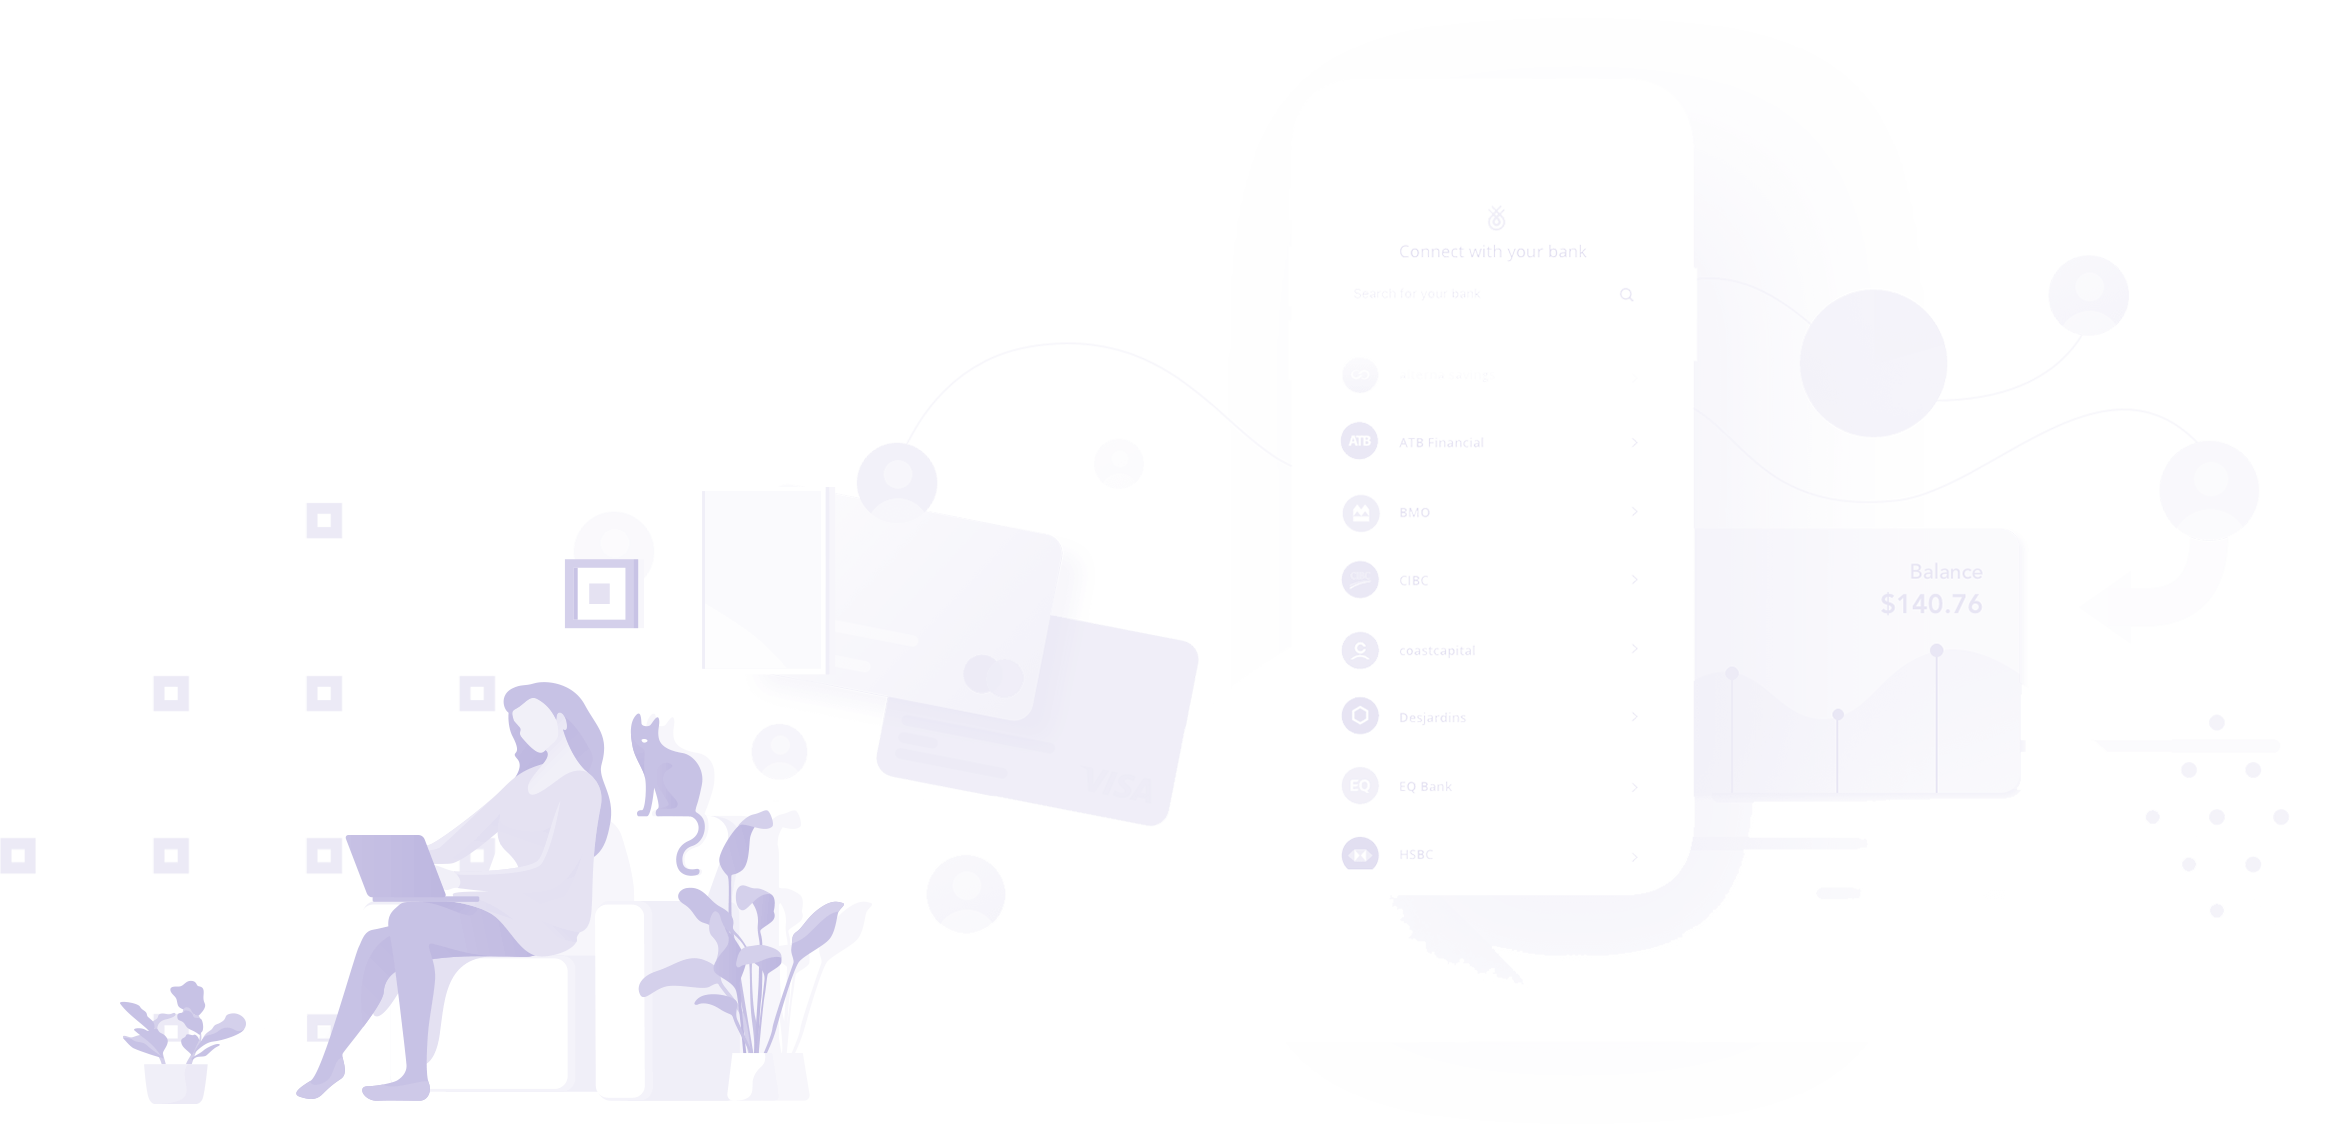 Connect with your bank
Search for your bank
ATB
ATB Financial
BMO
CIBC
coastcapital
Desjardins
EQ
EQ Bank
HSBC
Balance
$140.76
VISA